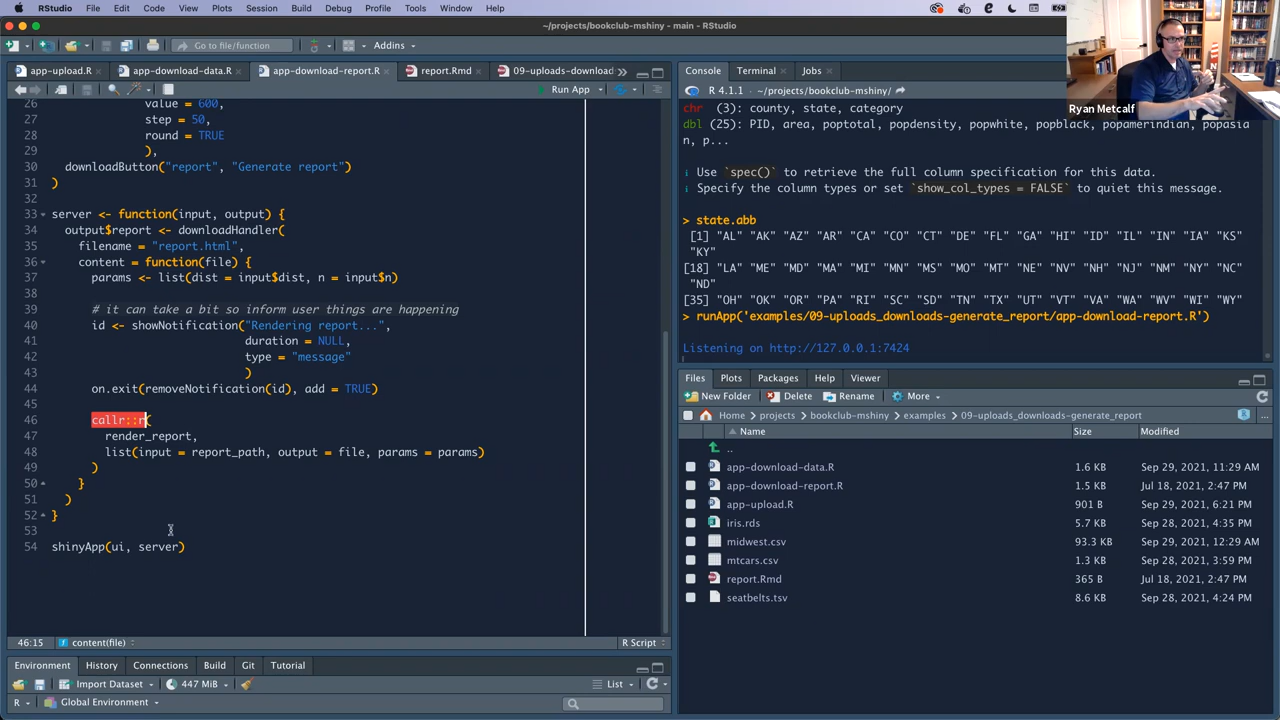 RStudio File Edit Code View Plots Session Build Debug Profile Tools Window Help
~/projects/bookclub-mshiny - main - RStudio
Go to file/function Addins
app-upload.R app-download-data.R app-download-report.R report.Rmd 09-uploads-download
Run App
26 value = 600,
27 step = 50,
28 round = TRUE
29 ),
30 downloadButton("report", "Generate report")
31 )
32
33 server <- function(input, output) {
34 output$report <- downloadHandler(
35 filename = "report.html",
36 content = function(file) {
37 params <- list(dist = input$dist, n = input$n)
38
39 # it can take a bit so inform user things are happening
40 id <- showNotification("Rendering report...",
41 duration = NULL,
42 type = "message"
43 )
44 on.exit(removeNotification(id), add = TRUE)
45
46 callr::r(
47 render_report,
48 list(input = report_path, output = file, params = params)
49 )
50 }
51 )
52 }
53
54 shinyApp(ui, server)
46:15 content(file) R Script
Environment History Connections Build Git Tutorial
Import Dataset 447 MiB List
R Global Environment
Console Terminal Jobs
R 4.1.1 · ~/projects/bookclub-mshiny/
chr (3): county, state, category
dbl (25): PID, area, poptotal, popdensity, popwhite, popblack, popamerindian, popasia
n, p...
i Use `spec()` to retrieve the full column specification for this data.
i Specify the column types or set `show_col_types = FALSE` to quiet this message.
> state.abb
[1] "AL" "AK" "AZ" "AR" "CA" "CO" "CT" "DE" "FL" "GA" "HI" "ID" "IL" "IN" "IA" "KS"
"KY"
[18] "LA" "ME" "MD" "MA" "MI" "MN" "MS" "MO" "MT" "NE" "NV" "NH" "NJ" "NM" "NY" "NC"
"ND"
[35] "OH" "OK" "OR" "PA" "RI" "SC" "SD" "TN" "TX" "UT" "VT" "VA" "WA" "WV" "WI" "WY"
> runApp('examples/09-uploads_downloads-generate_report/app-download-report.R')
Listening on http://127.0.0.1:7424
Files Plots Packages Help Viewer
New Folder Delete Rename More
Home projects bookclub-mshiny examples 09-uploads_downloads-generate_report
Name Size Modified
..
app-download-data.R 1.6 KB Sep 29, 2021, 11:29 AM
app-download-report.R 1.5 KB Jul 18, 2021, 2:47 PM
app-upload.R 901 B Sep 29, 2021, 6:21 PM
iris.rds 5.7 KB Sep 28, 2021, 4:35 PM
midwest.csv 93.3 KB Sep 29, 2021, 12:29 AM
mtcars.csv 1.7 KB Sep 28, 2021, 3:59 PM
report.Rmd 365 B Jul 18, 2021, 2:47 PM
seatbelts.tsv 8.6 KB Sep 28, 2021, 4:24 PM
Ryan Metcalf